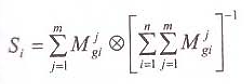 $S_i = \sum_{j=1}^{m} M_{gi}^{j} \otimes \left[ \sum_{i=1}^{n} \sum_{j=1}^{m} M_{gi}^{j} \right]^{-1}$